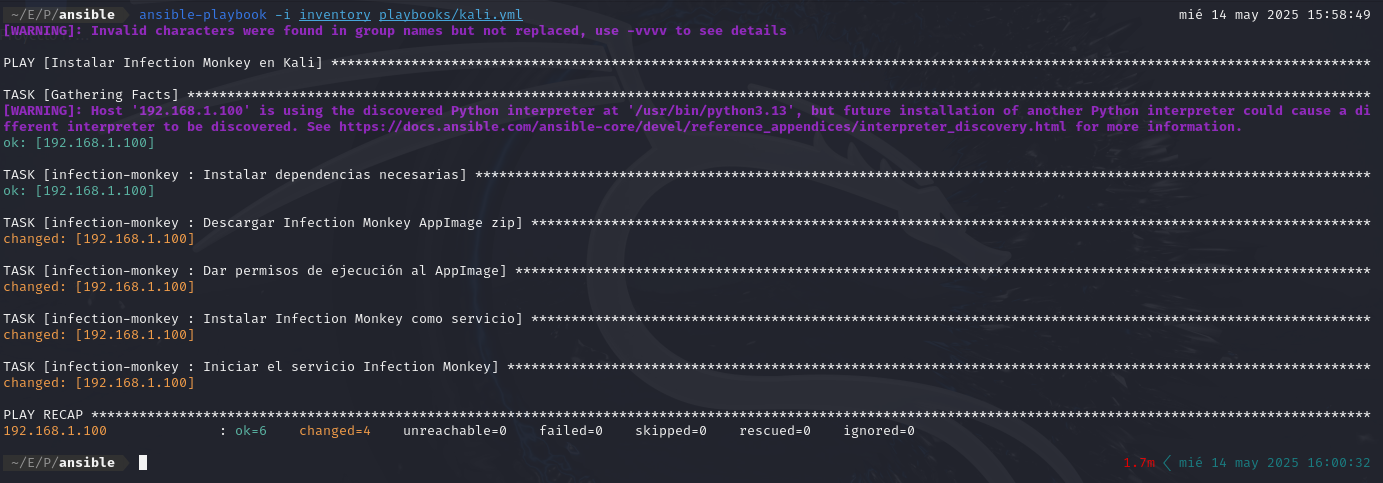 ~/E/P/ansible ansible-playbook -i inventory playbooks/kali.yml mié 14 may 2025 15:58:49
[WARNING]: Invalid characters were found in group names but not replaced, use -vvvv to see details
PLAY [Instalar Infection Monkey en Kali] **********************************************************************************************************************************
TASK [Gathering Facts] ****************************************************************************************************************************************************
[WARNING]: Host '192.168.1.100' is using the discovered Python interpreter at '/usr/bin/python3.13', but future installation of another Python interpreter could cause a di
fferent interpreter to be discovered. See https://docs.ansible.com/ansible-core/devel/reference_appendices/interpreter_discovery.html for more information.
ok: [192.168.1.100]
TASK [infection-monkey : Instalar dependencias necesarias] ****************************************************************************************************************
ok: [192.168.1.100]
TASK [infection-monkey : Descargar Infection Monkey AppImage zip] *********************************************************************************************************
changed: [192.168.1.100]
TASK [infection-monkey : Dar permisos de ejecución al AppImage] ***********************************************************************************************************
changed: [192.168.1.100]
TASK [infection-monkey : Instalar Infection Monkey como servicio] *********************************************************************************************************
changed: [192.168.1.100]
TASK [infection-monkey : Iniciar el servicio Infection Monkey] ************************************************************************************************************
changed: [192.168.1.100]
PLAY RECAP ****************************************************************************************************************************************************************
192.168.1.100              : ok=6    changed=4    unreachable=0    failed=0    skipped=0    rescued=0    ignored=0
~/E/P/ansible 1.7m mié 14 may 2025 16:00:32